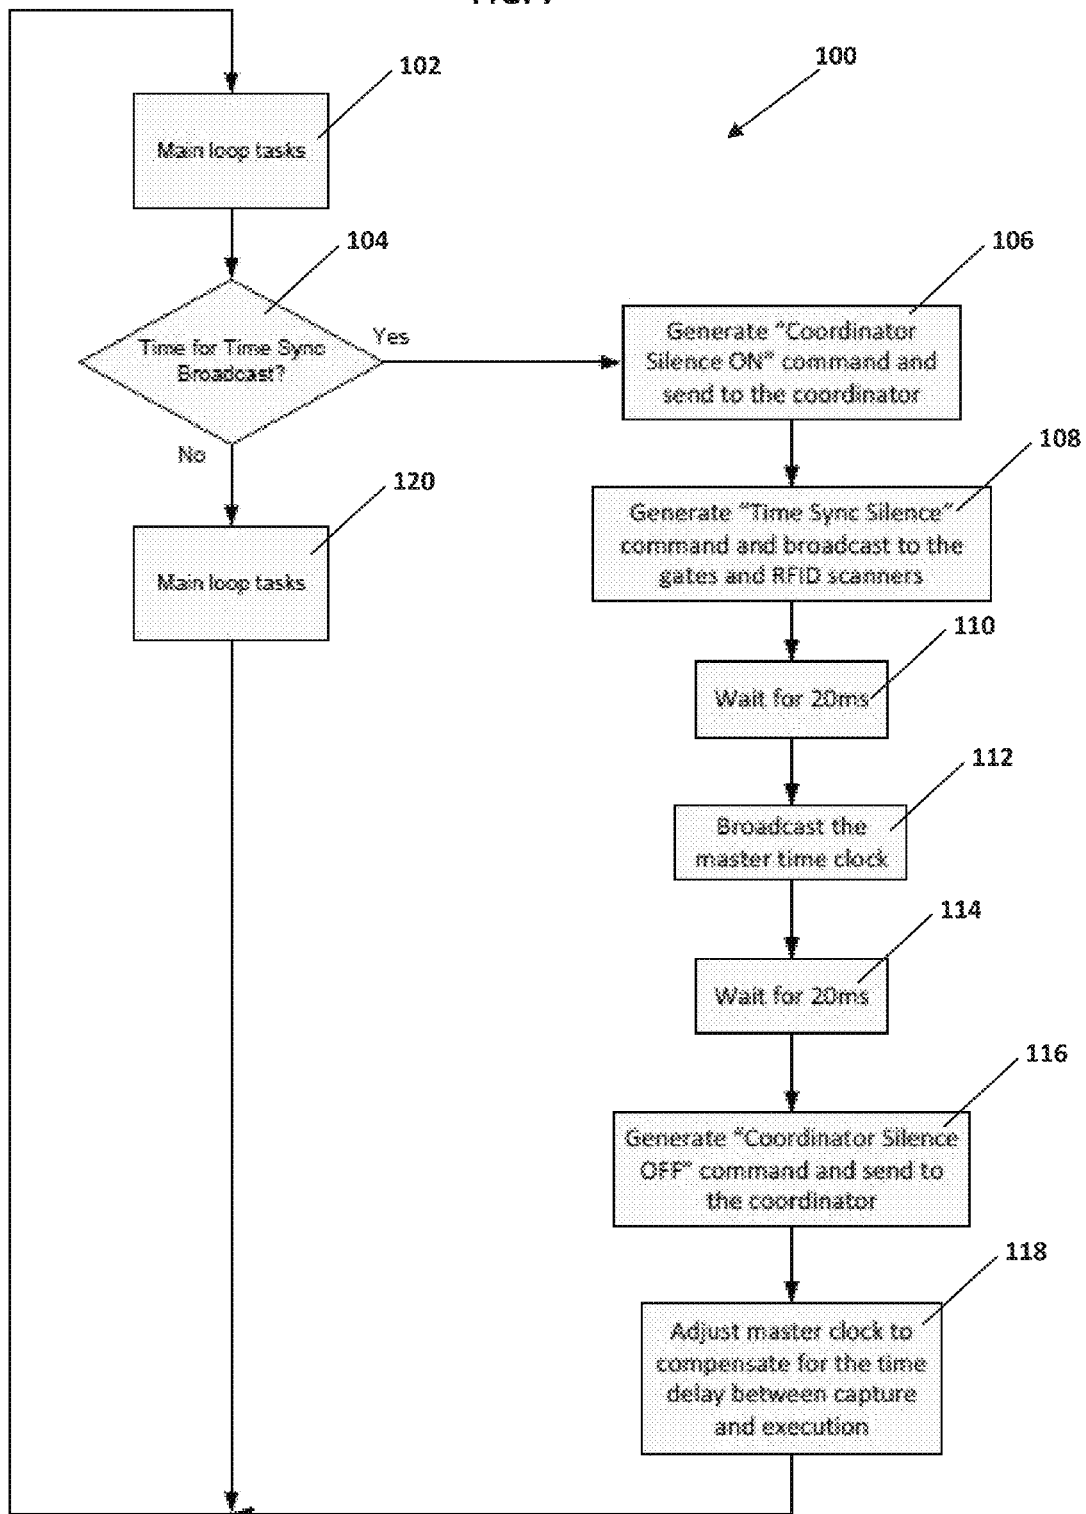 102
100
Main loop tasks
104
106
Time for Time Sync
Broadcast?
Yes
Generate "Coordinator
Silence ON" command and
send to the coordinator
No
108
120
Generate "Time Sync Silence"
command and broadcast to the
gates and RFID scanners
Main loop tasks
110
Wait for 20ms
112
Broadcast the
master time clock
114
Wait for 20ms
116
Generate "Coordinator Silence
OFF" command and send to
the coordinator
118
Adjust master clock to
compensate for the time
delay between capture
and execution